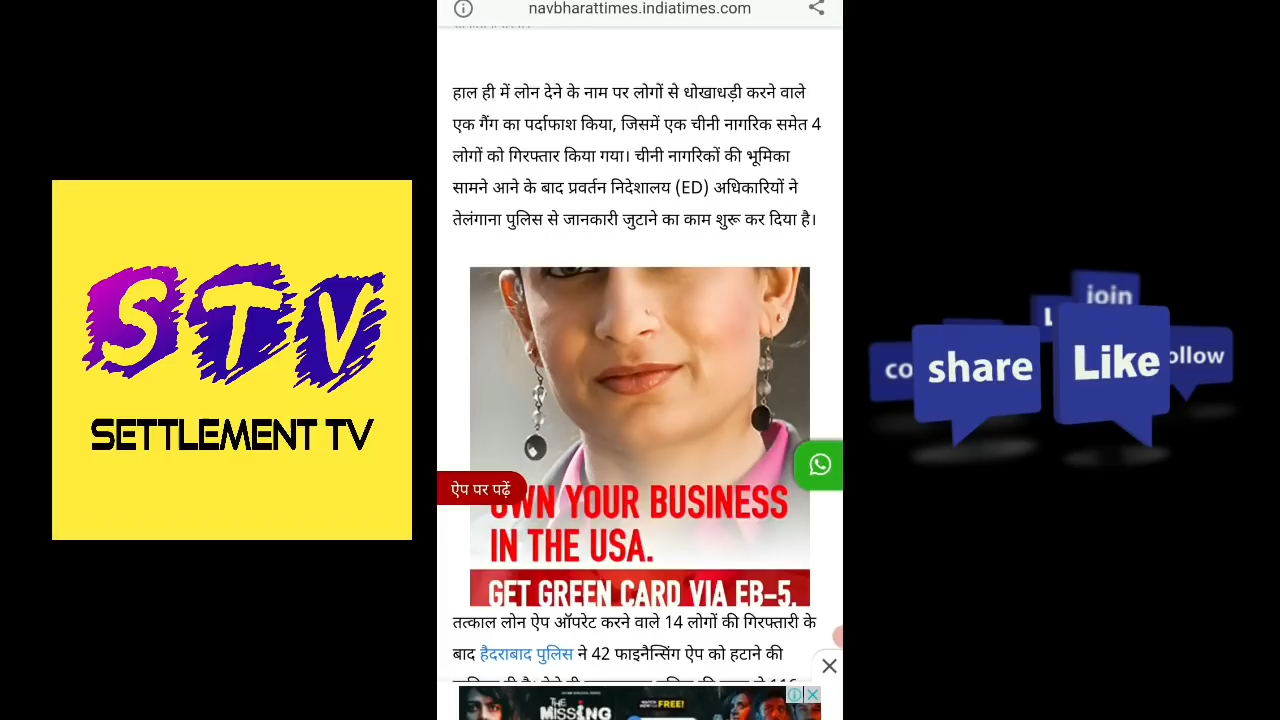 navbharattimes.indiatimes.com
हाल ही में लोन देने के नाम पर लोगों से धोखाधड़ी करने वाले
एक गैंग का पर्दाफाश किया, जिसमें एक चीनी नागरिक समेत 4
लोगों को गिरफ्तार किया गया। चीनी नागरिकों की भूमिका
सामने आने के बाद प्रवर्तन निदेशालय (ED) अधिकारियों ने
तेलंगाना पुलिस से जानकारी जुटाने का काम शुरू कर दिया है।
STV
SETTLEMENT TV
ऐप पर पढ़ें
OWN YOUR BUSINESS
IN THE USA.
GET GREEN CARD VIA EB-5.
तत्काल लोन ऐप ऑपरेट करने वाले 14 लोगों की गिरफ्तारी के
बाद हैदराबाद पुलिस ने 42 फाइनैन्सिंग ऐप को हटाने की
THE
MISSING
FREE!
join
L
co
share
Like
ollow